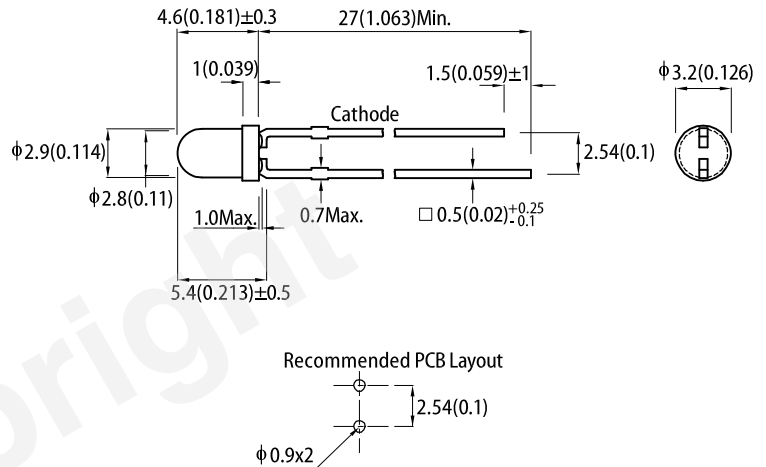 4.6(0.181)±0.3
27(1.063)Min.
1(0.039)
1.5(0.059)±1
ϕ3.2(0.126)
Cathode
ϕ2.9(0.114)
2.54(0.1)
ϕ2.8(0.11)
1.0Max.
0.7Max.
□ 0.5(0.02)+0.25 -0.1
5.4(0.213)±0.5
Recommended PCB Layout
2.54(0.1)
ϕ0.9x2
bright